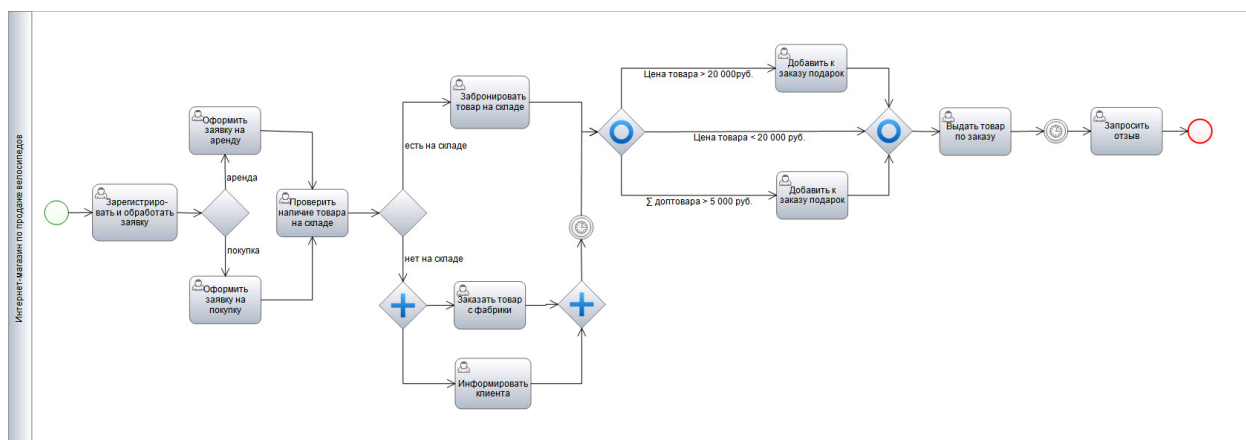 Интернет-магазин по продаже велосипедов
Зарегистриро-
вать и обработать
заявку
Оформить
заявку на
аренду
аренда
покупка
Оформить
заявку на
покупку
Проверить
наличие товара
на складе
есть на складе
нет на складе
Забронировать
товар на складе
Заказать товар
с фабрики
Информировать
клиента
Цена товара > 20 000руб.
Добавить к
заказу подарок
Цена товара < 20 000 руб.
∑ доптовара > 5 000 руб.
Добавить к
заказу подарок
Выдать товар
по заказу
Запросить
отзыв